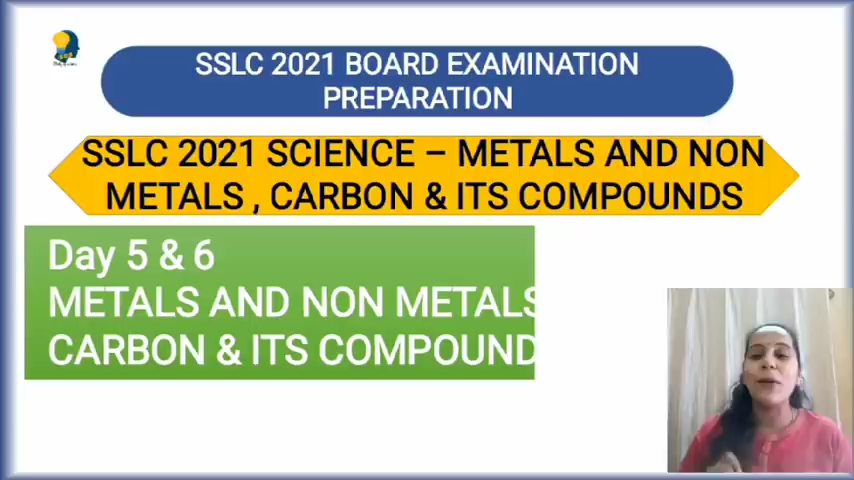 SSLC 2021 BOARD EXAMINATION
PREPARATION
SSLC 2021 SCIENCE – METALS AND NON
METALS , CARBON & ITS COMPOUNDS
Day 5 & 6
METALS AND NON METALS
CARBON & ITS COMPOUND